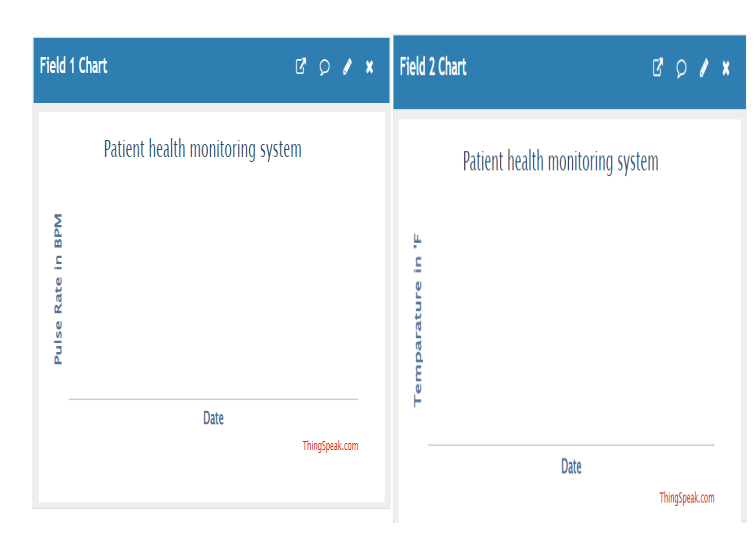 Field 1 Chart
Patient health monitoring system
Pulse Rate in BPM
Date
ThingSpeak.com
Field 2 Chart
Patient health monitoring system
Temparature in 'F
Date
ThingSpeak.com